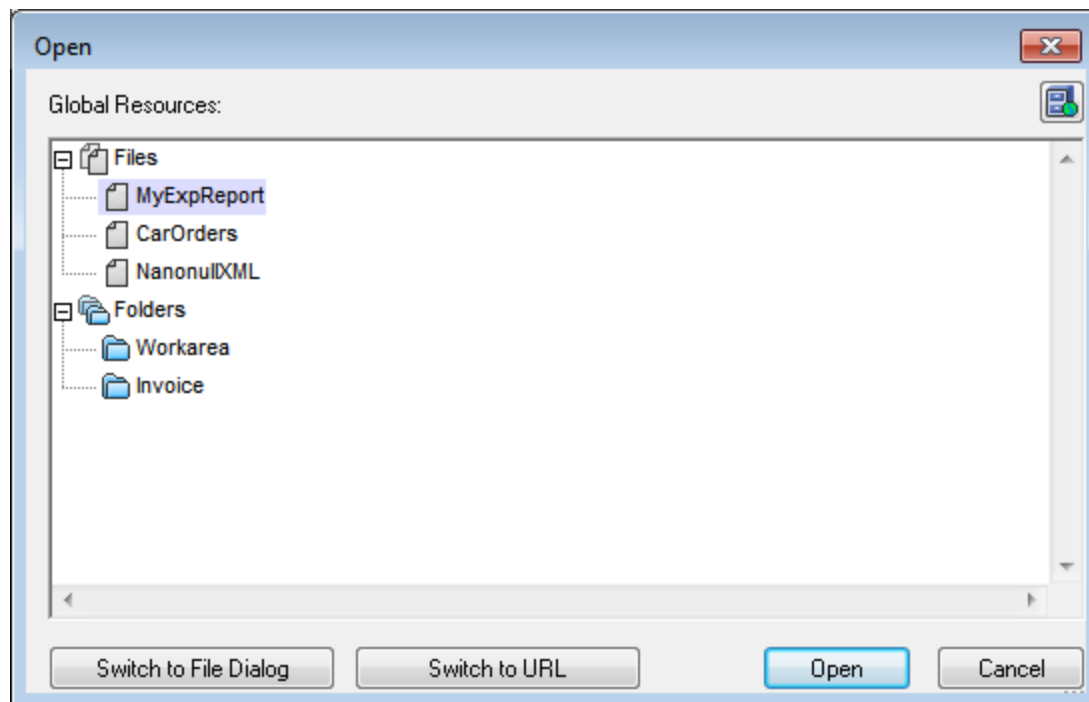 Open
Global Resources:
Files
MyExpReport
CarOrders
NanonullXML
Folders
Workarea
Invoice
Switch to File Dialog Switch to URL Open Cancel